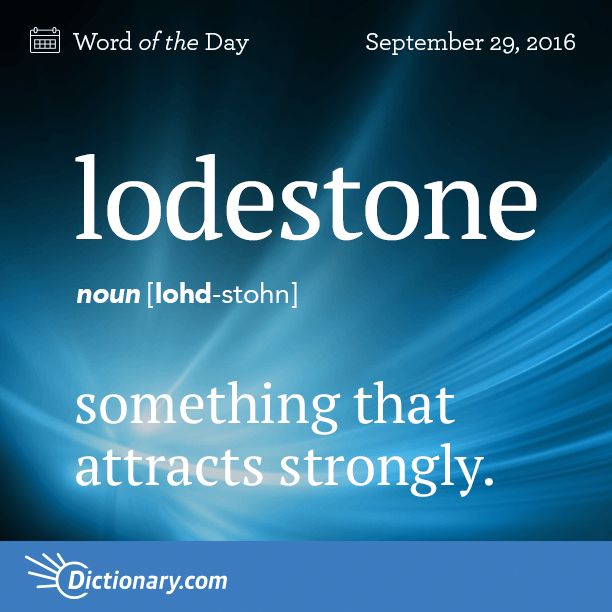 Word of the Day
September 29, 2016
lodestone
noun [lohd-stohn]
something that
attracts strongly.
Dictionary.com